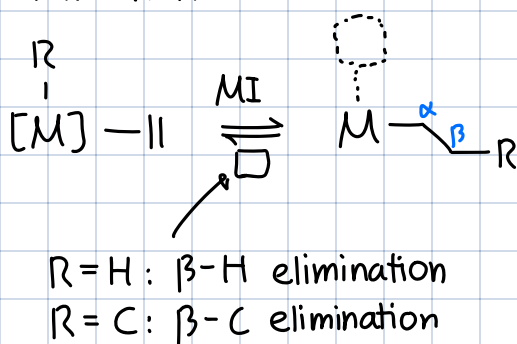 R
[M] — ||
MI
M
α
β
R
R = H : β-H elimination
R = C : β-C elimination